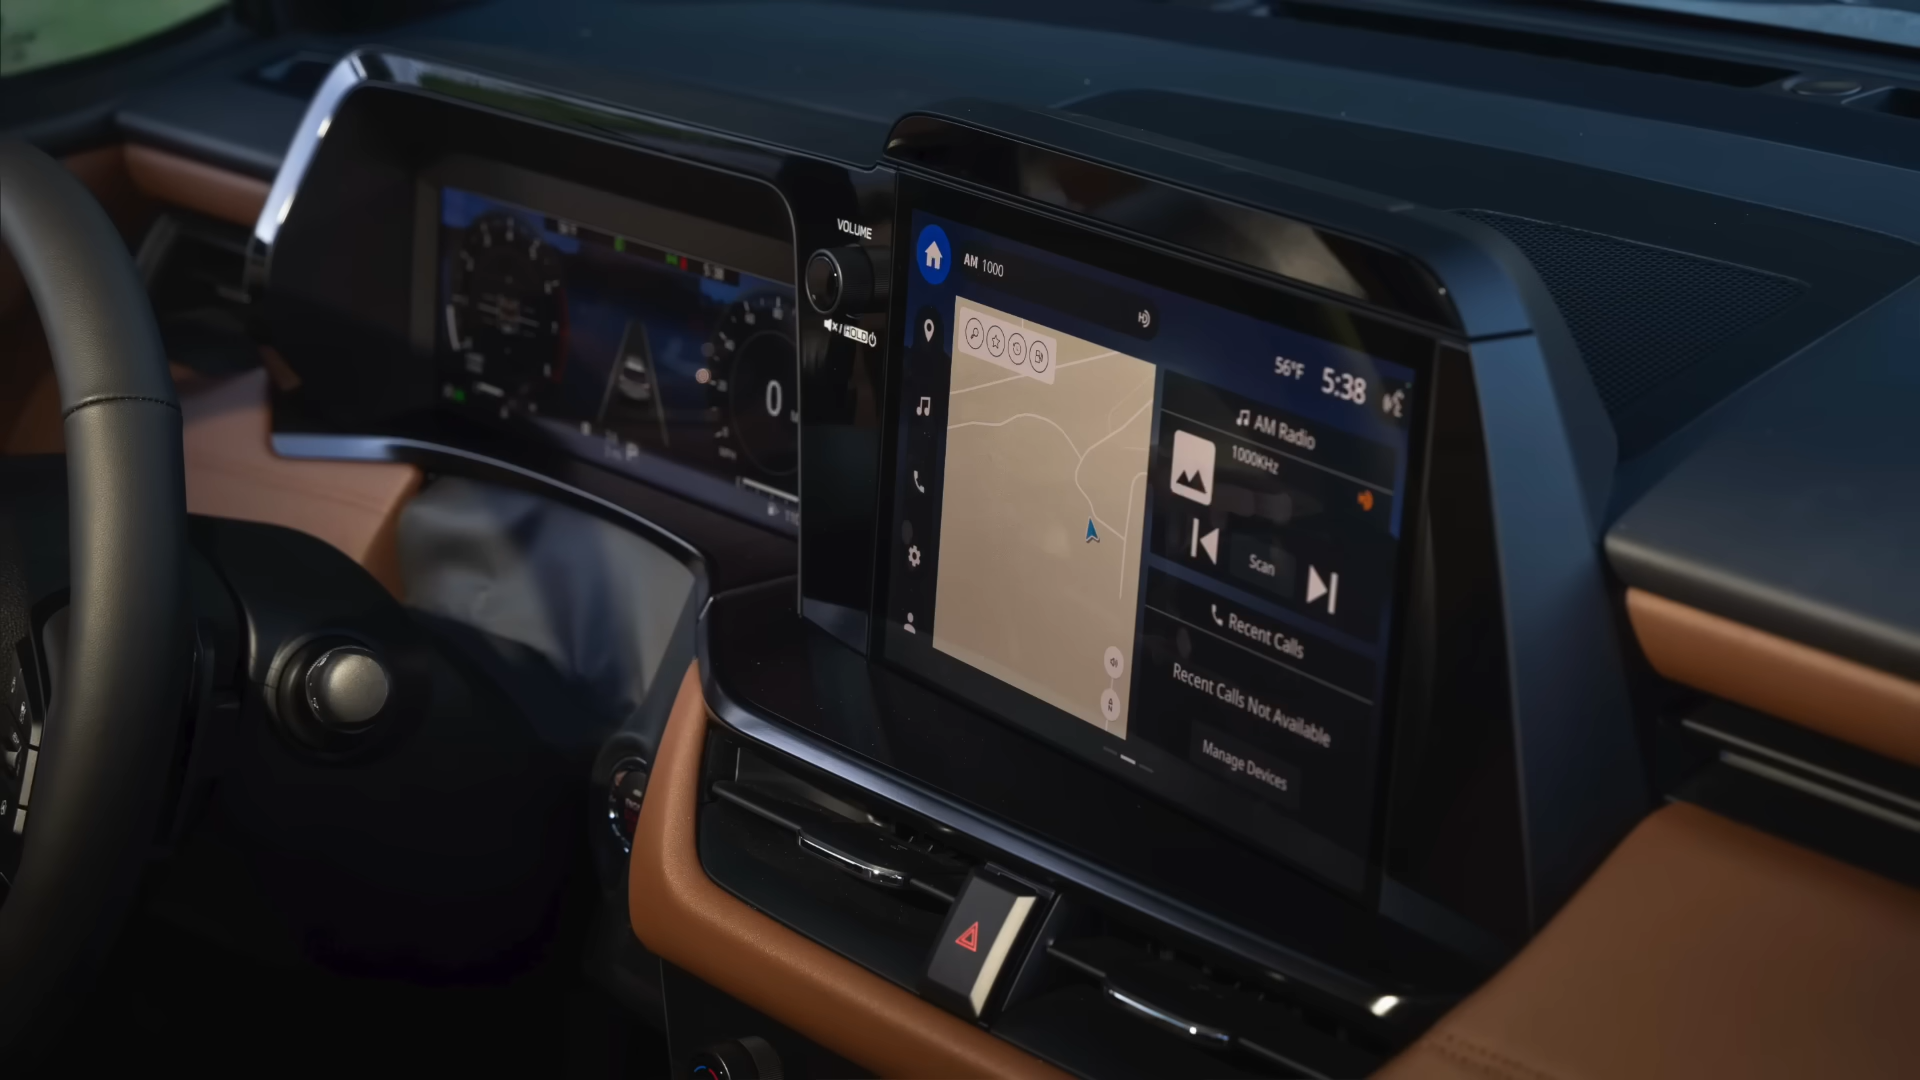 VOLUME
HOLD
AM 1000
56°F 5:38
AM Radio
1000KHz
Scan
Recent Calls
Recent Calls Not Available
Manage Devices
0
P